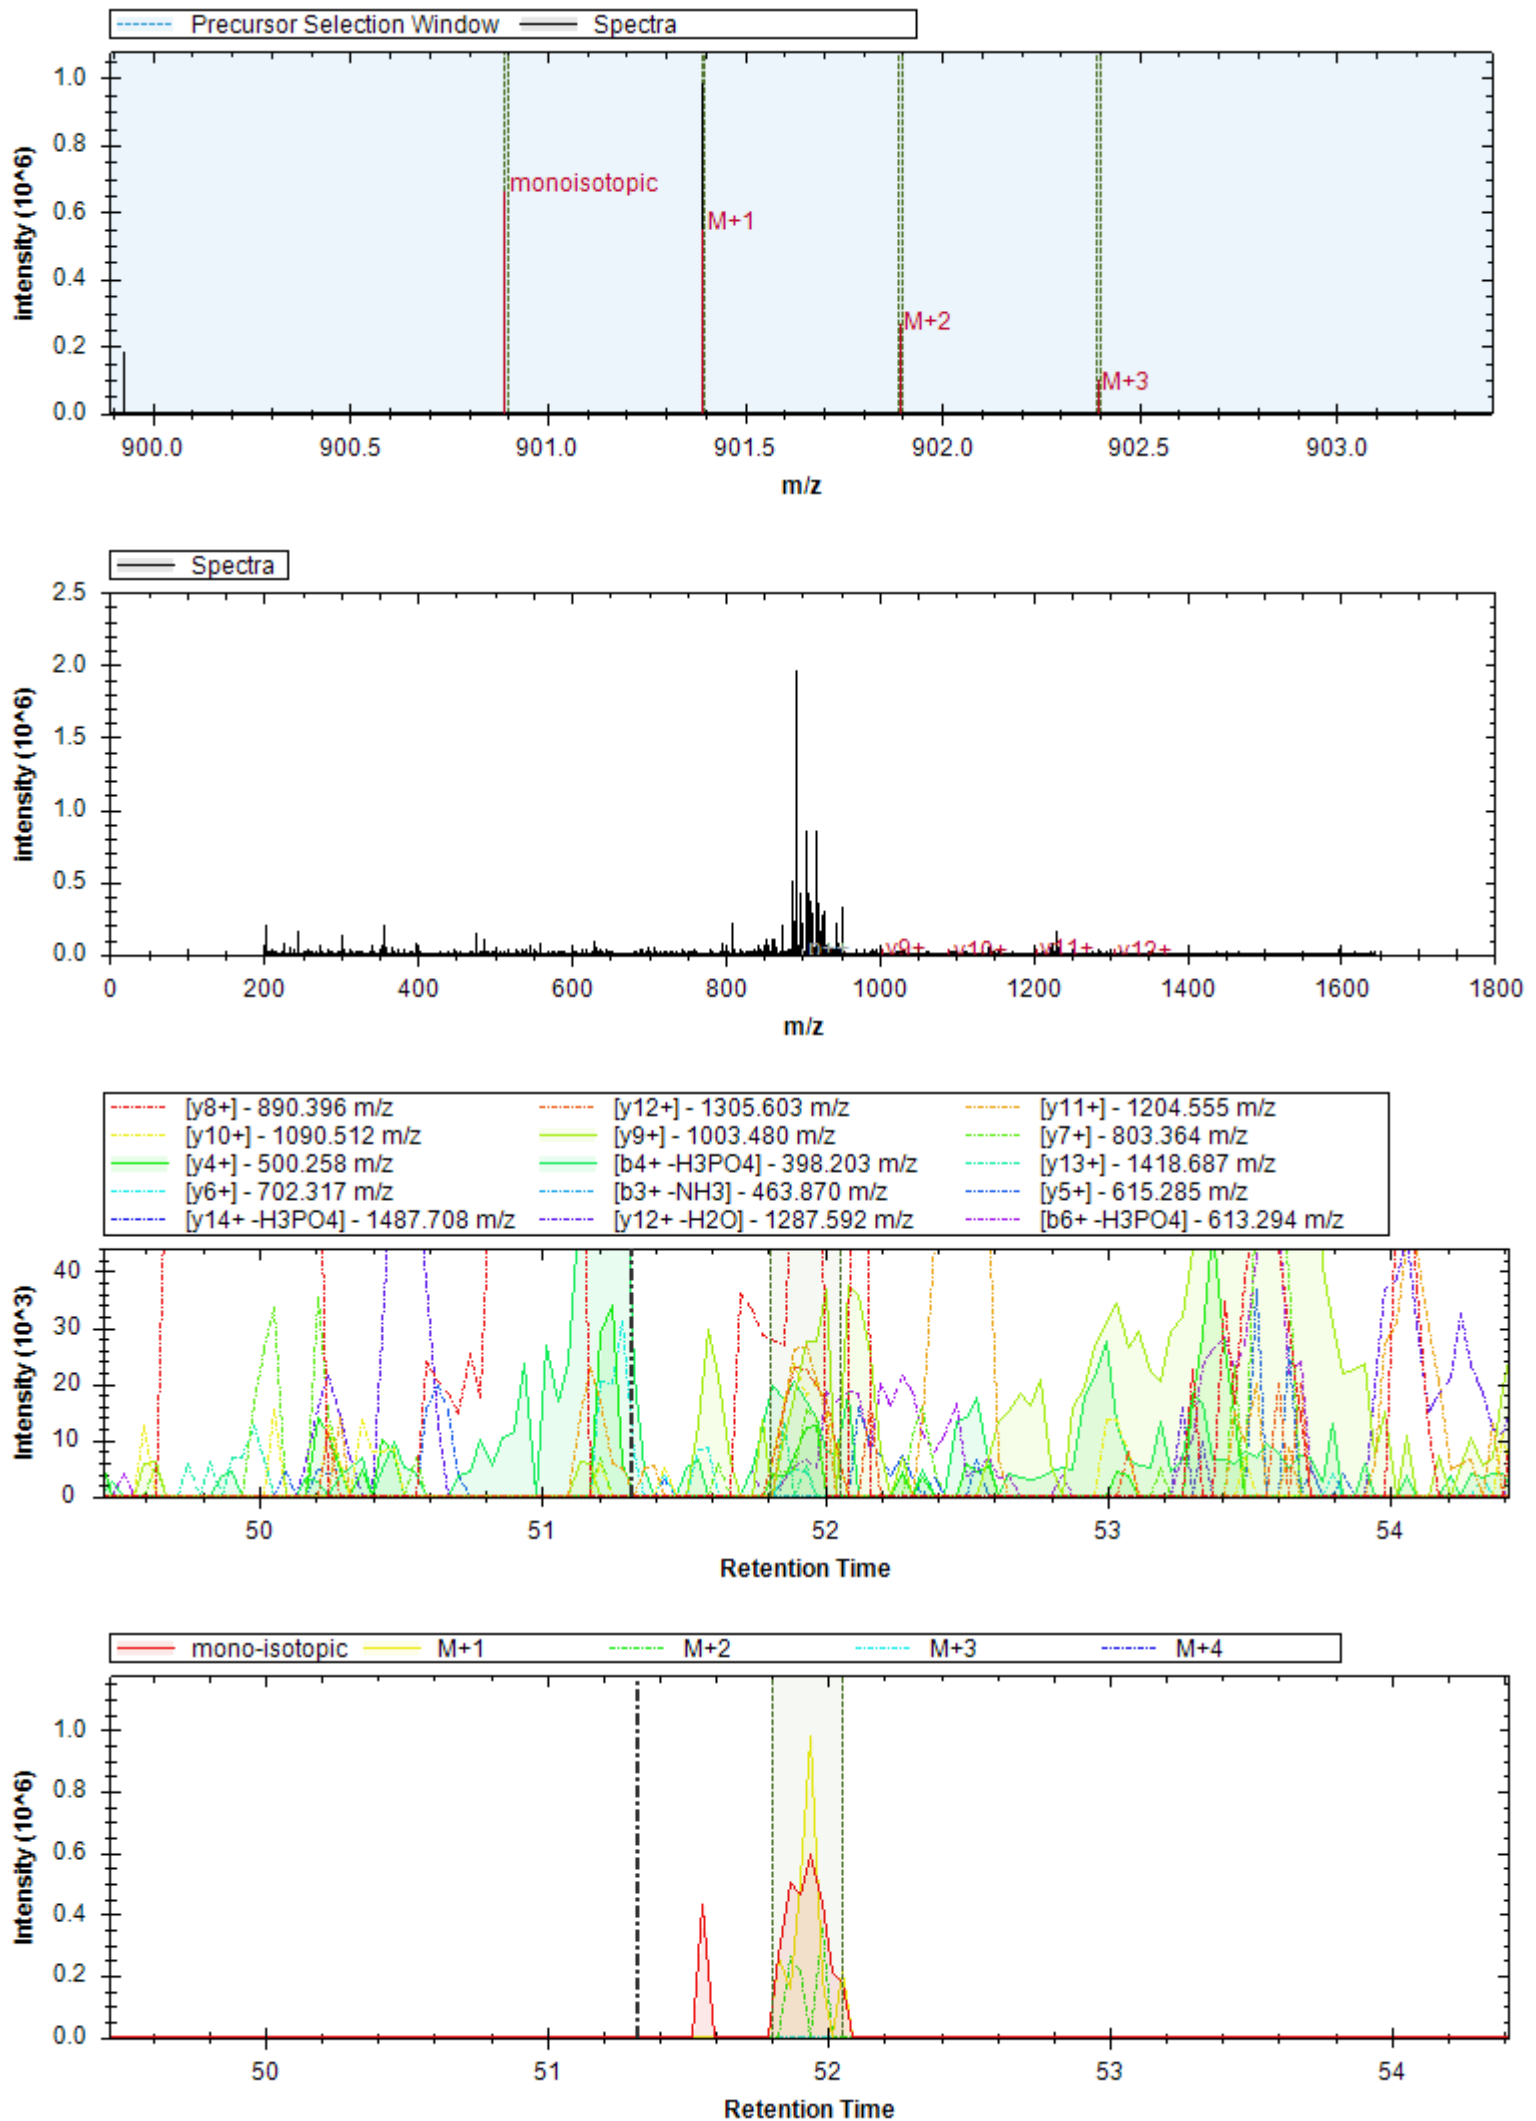 Precursor Selection Window Spectra
1.0
0.8
0.6
0.4
0.2
0.0
intensity (10^6)
monoisotopic
M+1
M+2
M+3
900.0 900.5 901.0 901.5 902.0 902.5 903.0
m/z
Spectra
2.5
2.0
1.5
1.0
0.5
0.0
intensity (10^6)
y9+ y10+ y11+ y12+
0 200 400 600 800 1000 1200 1400 1600 1800
m/z
[y8+] - 890.396 m/z [y12+] - 1305.603 m/z [y11+] - 1204.555 m/z
[y10+] - 1090.512 m/z [y9+] - 1003.480 m/z [y7+] - 803.364 m/z
[y4+] - 500.258 m/z [b4+ -H3PO4] - 398.203 m/z [y13+] - 1418.687 m/z
[y6+] - 702.317 m/z [b3+ -NH3] - 463.870 m/z [y5+] - 615.285 m/z
[y14+ -H3PO4] - 1487.708 m/z [y12+ -H2O] - 1287.592 m/z [b6+ -H3PO4] - 613.294 m/z
40
30
20
10
0
Intensity (10^3)
50 51 52 53 54
Retention Time
mono-isotopic M+1 M+2 M+3 M+4
1.0
0.8
0.6
0.4
0.2
0.0
Intensity (10^6)
50 51 52 53 54
Retention Time